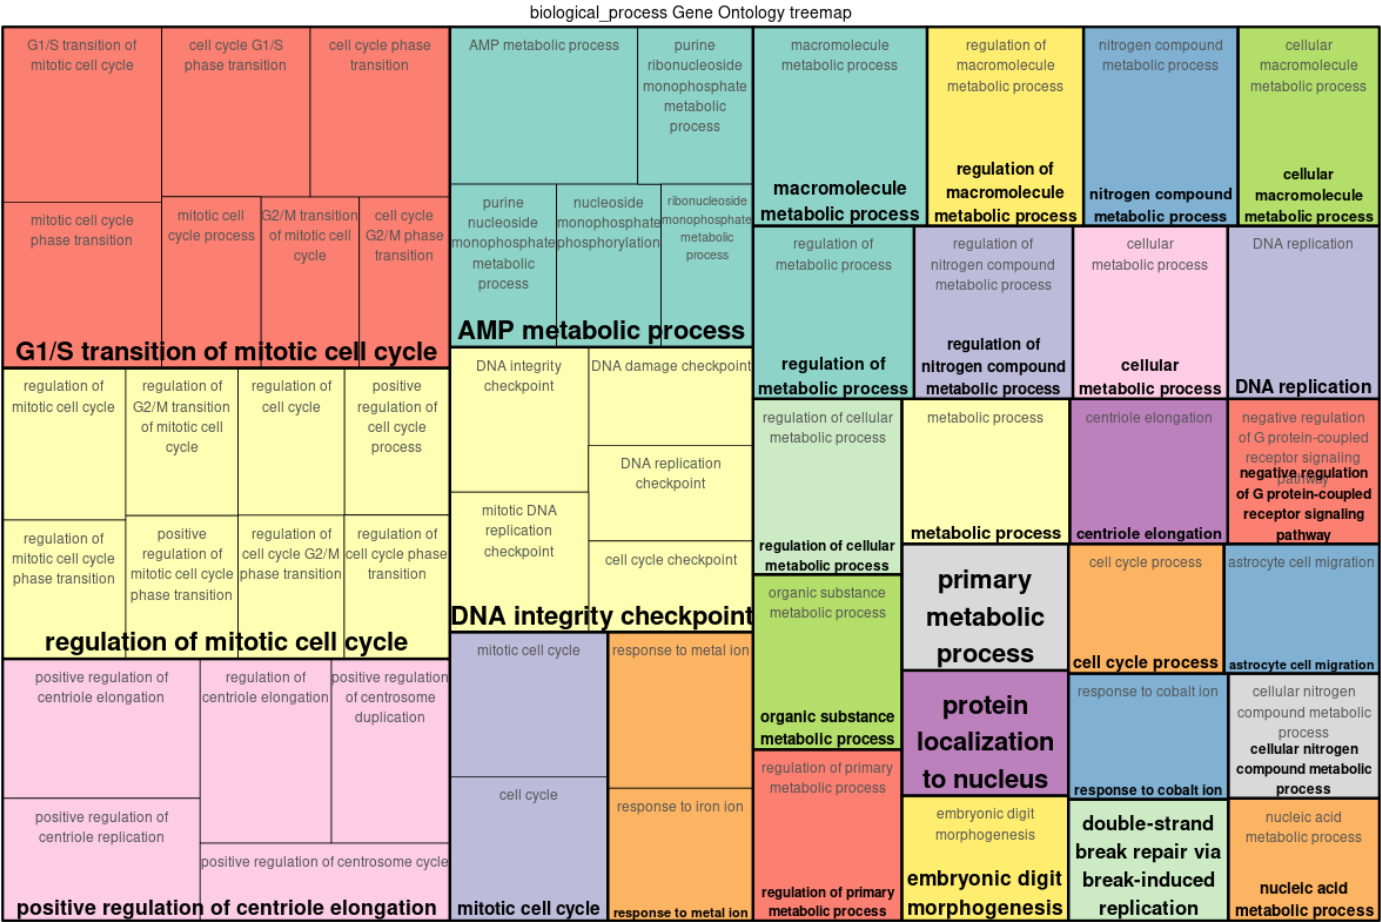 biological_process Gene Ontology treemap
G1/S transition of
mitotic cell cycle
cell cycle G1/S
phase transition
cell cycle phase
transition
mitotic cell cycle
phase transition
mitotic cell
cycle process
G2/M transition
of mitotic cell
cycle
cell cycle
G2/M phase
transition
G1/S transition of mitotic cell cycle
regulation of
mitotic cell cycle
regulation of
G2/M transition
of mitotic cell
cycle
regulation of
cell cycle
positive
regulation of
cell cycle
process
regulation of
mitotic cell cycle
phase transition
positive
regulation of
mitotic cell cycle
phase transition
regulation of
cell cycle G2/M
phase transition
regulation of
cell cycle phase
transition
regulation of mitotic cell cycle
positive regulation of
centriole elongation
regulation of
centriole elongation
positive regulation
of centrosome
duplication
positive regulation of
centriole replication
positive regulation of centrosome cycle
positive regulation of centriole elongation
AMP metabolic process
purine
ribonucleoside
monophosphate
metabolic
process
purine
nucleoside
monophosphate
metabolic
process
nucleoside
monophosphate
phosphorylation
ribonucleoside
monophosphate
metabolic
process
AMP metabolic process
DNA integrity
checkpoint
DNA damage checkpoint
DNA replication
checkpoint
mitotic DNA
replication
checkpoint
cell cycle checkpoint
DNA integrity checkpoint
mitotic cell cycle
cell cycle
mitotic cell cycle
response to metal ion
response to iron ion
response to metal ion
macromolecule
metabolic process
macromolecule
metabolic process
regulation of
macromolecule
metabolic process
regulation of
macromolecule
metabolic process
nitrogen compound
metabolic process
nitrogen compound
metabolic process
cellular
macromolecule
metabolic process
cellular
macromolecule
metabolic process
regulation of
metabolic process
regulation of
metabolic process
regulation of
nitrogen compound
metabolic process
regulation of
nitrogen compound
metabolic process
cellular
metabolic process
cellular
metabolic process
DNA replication
DNA replication
regulation of cellular
metabolic process
regulation of cellular
metabolic process
metabolic process
metabolic process
centriole elongation
centriole elongation
negative regulation
of G protein-coupled
receptor signaling
pathway
negative regulation
of G protein-coupled
receptor signaling
pathway
organic substance
metabolic process
organic substance
metabolic process
primary
metabolic
process
cell cycle process
cell cycle process
astrocyte cell migration
astrocyte cell migration
protein
localization
to nucleus
response to cobalt ion
response to cobalt ion
cellular nitrogen
compound metabolic
process
cellular nitrogen
compound metabolic
process
regulation of primary
metabolic process
regulation of primary
metabolic process
embryonic digit
morphogenesis
embryonic digit
morphogenesis
double-strand
break repair via
break-induced
replication
nucleic acid
metabolic process
nucleic acid
metabolic process